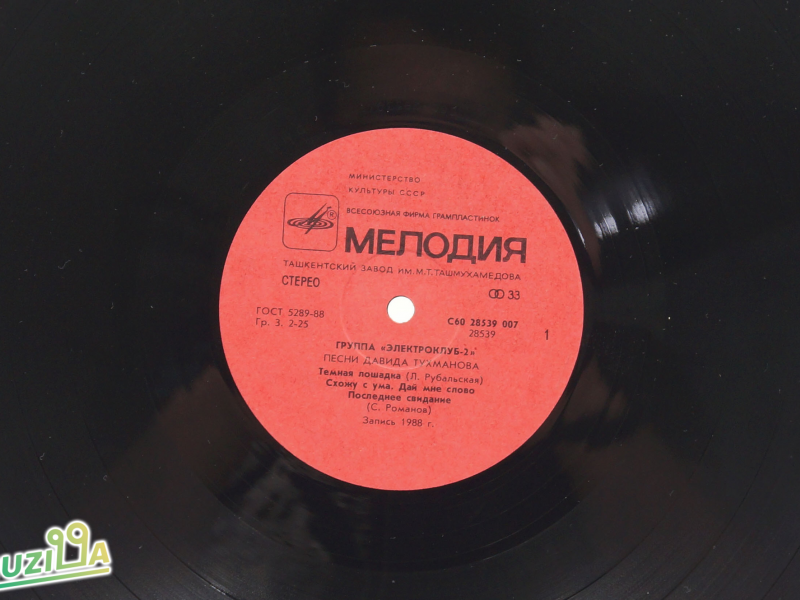 МИНИСТЕРСТВО
КУЛЬТУРЫ СССР
ВСЕСОЮЗНАЯ ФИРМА ГРАМПЛАСТИНОК
МЕЛОДИЯ
ТАШКЕНТСКИЙ ЗАВОД ИМ. М.Т. ТАШМУХАМЕДОВА
СТЕРЕО
33
ГОСТ 5289-88
Гр. 3. 2-25
С60 28539 007
28539
1
ГРУППА «ЭЛЕКТРОКЛУБ-2»
ПЕСНИ ДАВИДА ТУХМАНОВА
Темная лошадка (Л. Рубальская)
Схожу с ума. Дай мне слово
Последнее свидание
(С. Романов)
Запись 1988 г.